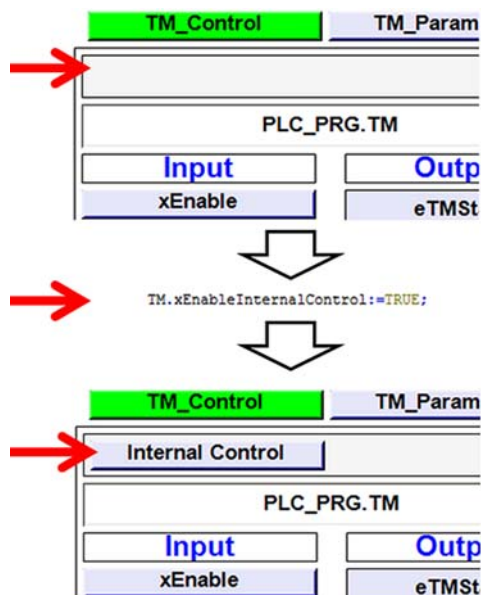 TM_Control TM_Param
PLC_PRG.TM
Input Outp
xEnable eTMSt
TM.xEnableInternalControl:=TRUE;
TM_Control TM_Param
Internal Control
PLC_PRG.TM
Input Outp
xEnable eTMSt